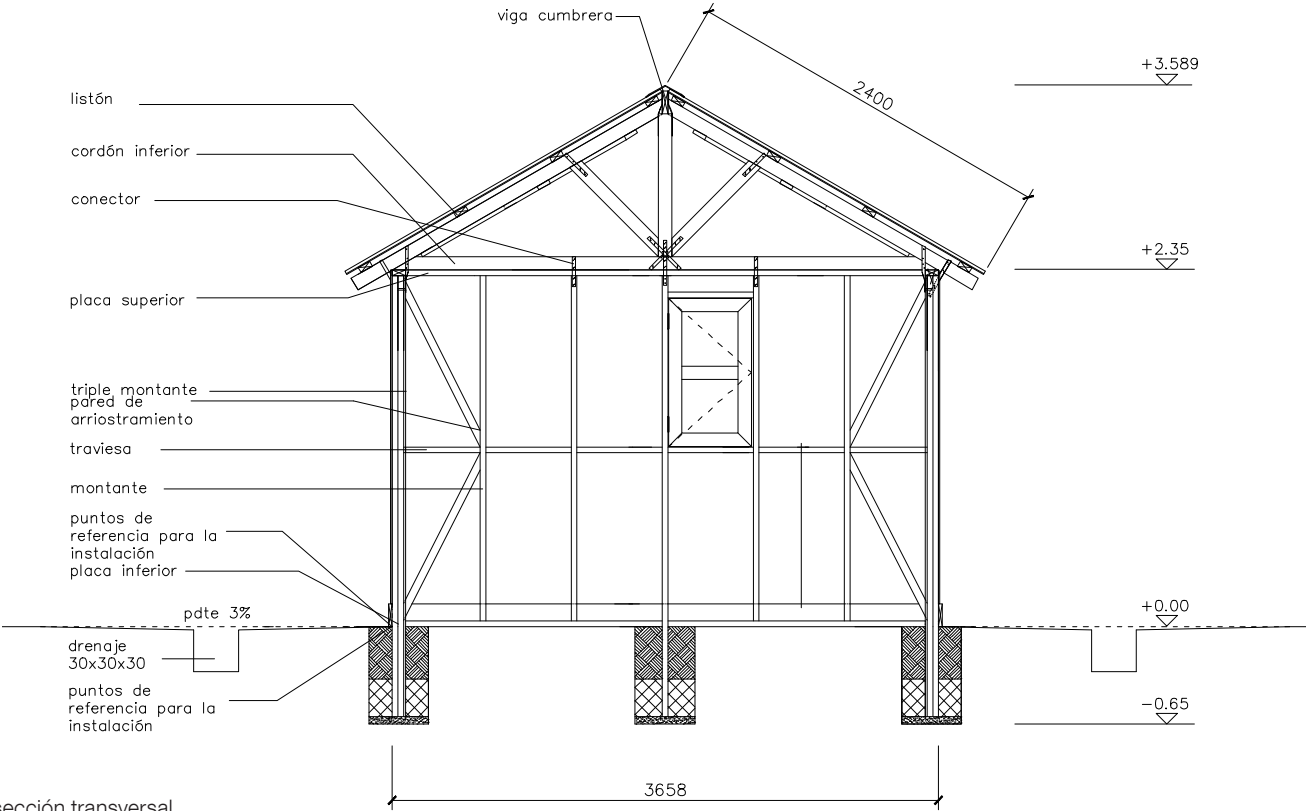 viga cumbrera
+3.589
2400
listón
cordón inferior
conector
+2.35
placa superior
triple montante
pared de
arriostramiento
traviesa
montante
puntos de
referencia para la
instalación
placa inferior
pdte 3%
+0.00
drenaje
30x30x30
puntos de
referencia para la
instalación
-0.65
3658
sección transversal